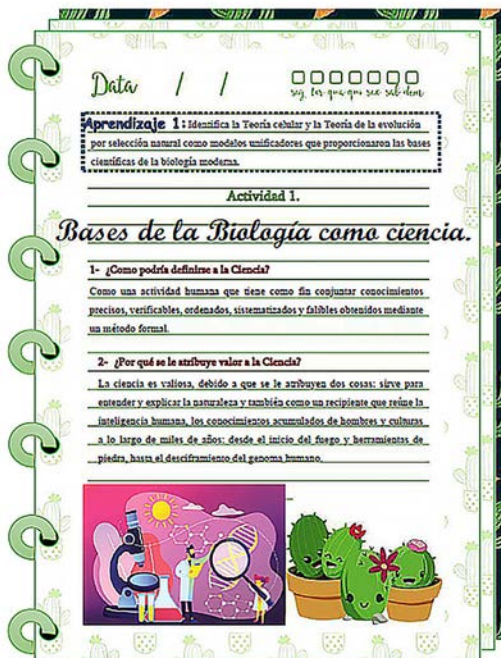 Data / /
seg ter qua qui sex sab dom
Aprendizaje 1: Identifica la Teoría celular y la Teoría de la evolución
por selección natural como modelos unificadores que proporcionaron las bases
científicas de la biología moderna.
Actividad 1.
Bases de la Biología como ciencia.
1- ¿Como podría definirse a la Ciencia?
Como una actividad humana que tiene como fin conjuntar conocimientos
precisos, verificables, ordenados, sistematizados y falibles obtenidos mediante
un método formal.
2- ¿Por qué se le atribuye valor a la Ciencia?
La ciencia es valiosa, debido a que se le atribuyen dos cosas: sirve para
entender y explicar la naturaleza y también como un recipiente que reúne la
inteligencia humana, los conocimientos acumulados de hombres y culturas
a lo largo de miles de años: desde el inicio del fuego y herramientas de
piedra, hasta el desciframiento del genoma humano.